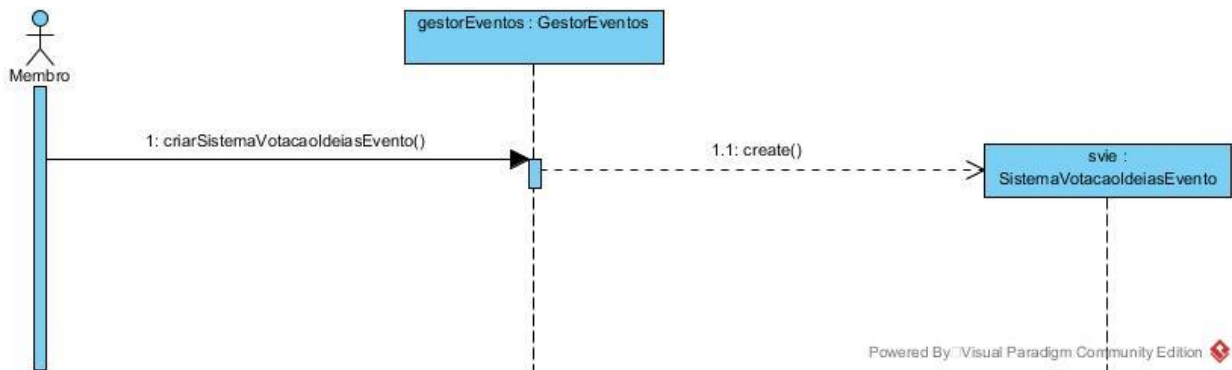 gestorEventos : GestorEventos
Membro
1: criarSistemaVotacaoIdeiasEvento()
1.1: create()
svie :
SistemaVotacaoIdeiasEvento
Powered By Visual Paradigm Community Edition